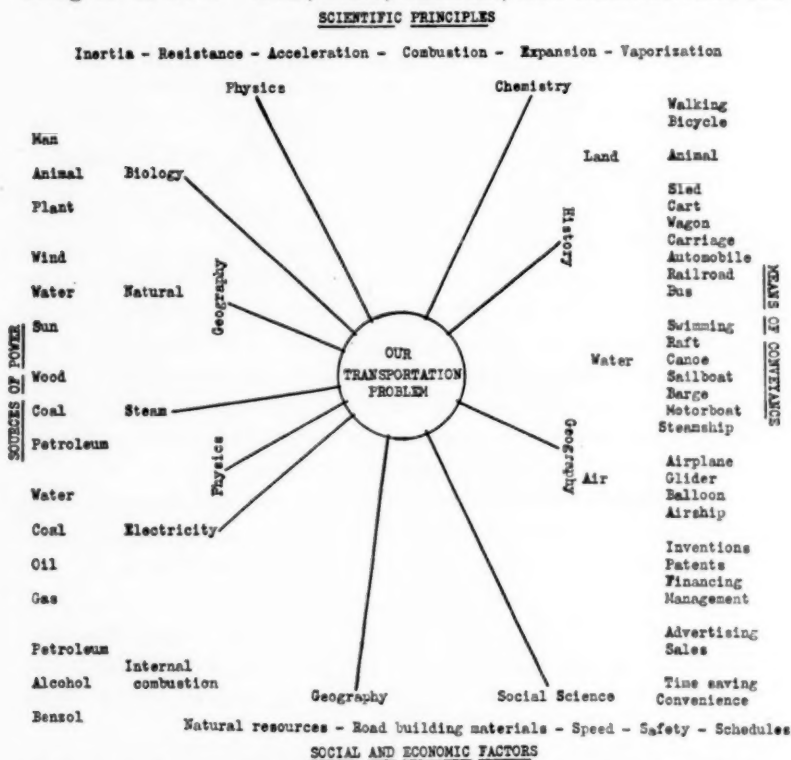 SCIENTIFIC PRINCIPLES
Inertia - Resistance - Acceleration - Combustion - Expansion - Vaporization
Physics
Chemistry
Man
Animal Biology
Plant
Wind
Water Natural
Sun
Wood
Coal Steam
Petroleum
Water
Coal Electricity
Oil
Gas
Petroleum
Alcohol
Benzol
Internal
combustion
SOURCES OF POWER
Geography
Physics
OUR
TRANSPORTATION
PROBLEM
History
Geography
Land
Walking
Bicycle
Animal
Sled
Cart
Wagon
Carriage
Automobile
Railroad
Bus
Water
Swimming
Raft
Canoe
Sailboat
Barge
Motorboat
Steamship
Air
Airplane
Glider
Balloon
Airship
Inventions
Patents
Financing
Management
Advertising
Sales
Time saving
Convenience
MEANS OF CONVEYANCE
Geography
Social Science
Natural resources - Road building materials - Speed - Safety - Schedules
SOCIAL AND ECONOMIC FACTORS